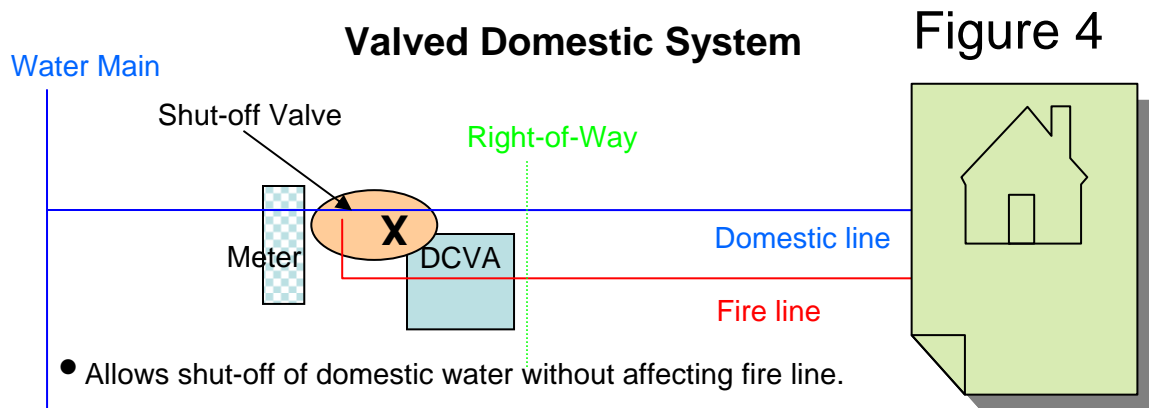 Valved Domestic System
Figure 4
Water Main
Shut-off Valve
Right-of-Way
X
Domestic line
Meter
DCVA
Fire line
• Allows shut-off of domestic water without affecting fire line.